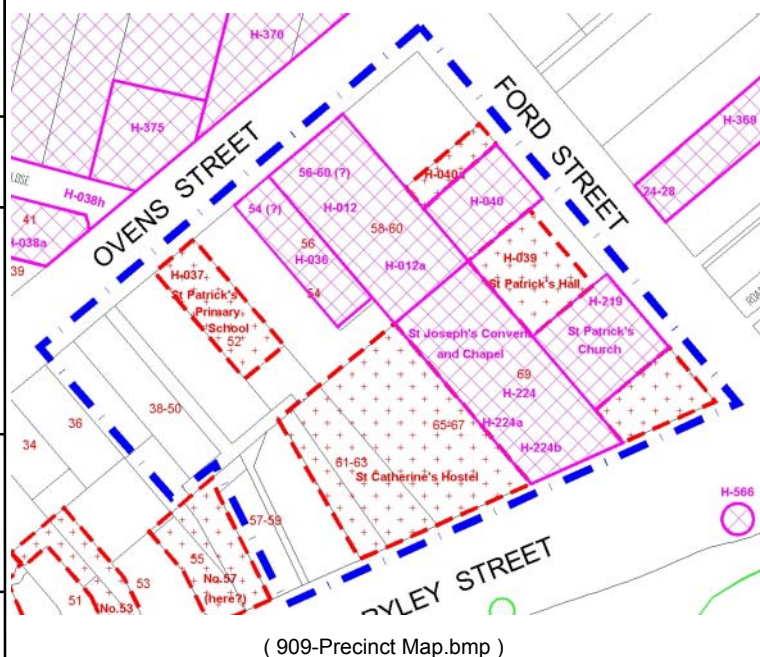 H-370
H-375
CLOSE
H-038h
41
H-038a
39
OVENS STREET
FORD STREET
H-369
24-28
56-60 (?)
54 (?)
H-012
56
H-036
54
58-60
H-012a
H-040
H-039
St Patrick's Hall
H-219
St Patrick's
Church
H-037
St Patrick's
Primary
School
52
St Joseph's Convent
and Chapel
69
H-224
H-224a
H-224b
65-67
61-63
St Catherine's Hostel
38-50
36
34
57-59
55
No.57
(here?)
53
51
No.53
H-566
RYLEY STREET
( 909-Precinct Map.bmp )